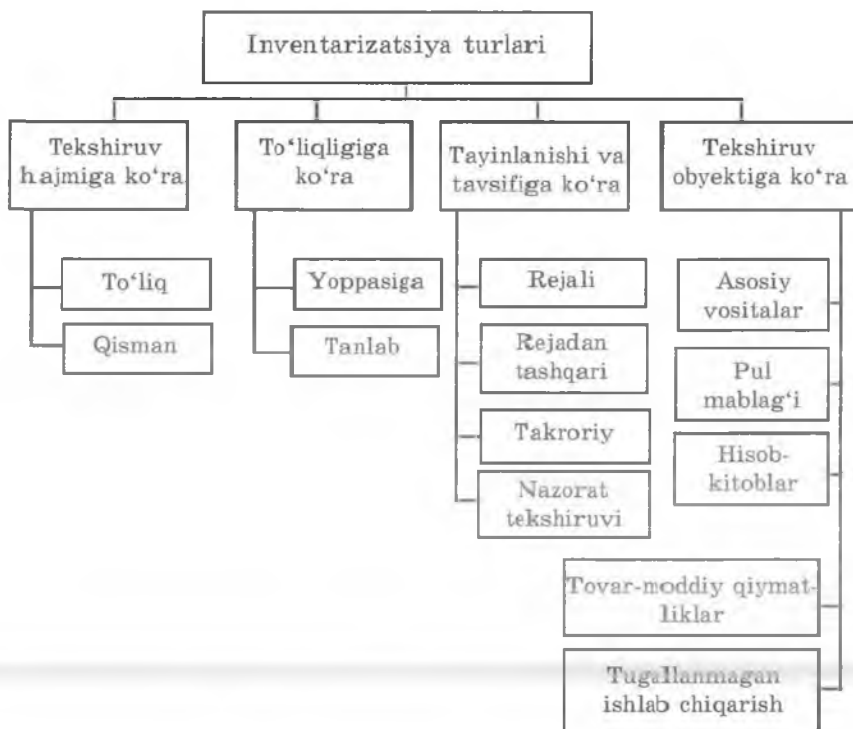 Inventarizatsiya turlari
Tekshiruv
hajmiga ko‘ra
To‘liq
Qisman
To‘liqligiga
ko‘ra
Yoppasiga
Tanlab
Tayinlanishi va
tavsifiga ko‘ra
Rejali
Rejadan
tashqari
Takroriy
Nazorat
tekshiruvi
Tekshiruv
obyektiga ko‘ra
Asosiy
vositalar
Pul
mablag‘i
Hisob-
kitoblar
Tovar-moddiy qiymat-
liklar
Tugallanmagan
ishlab chiqarish